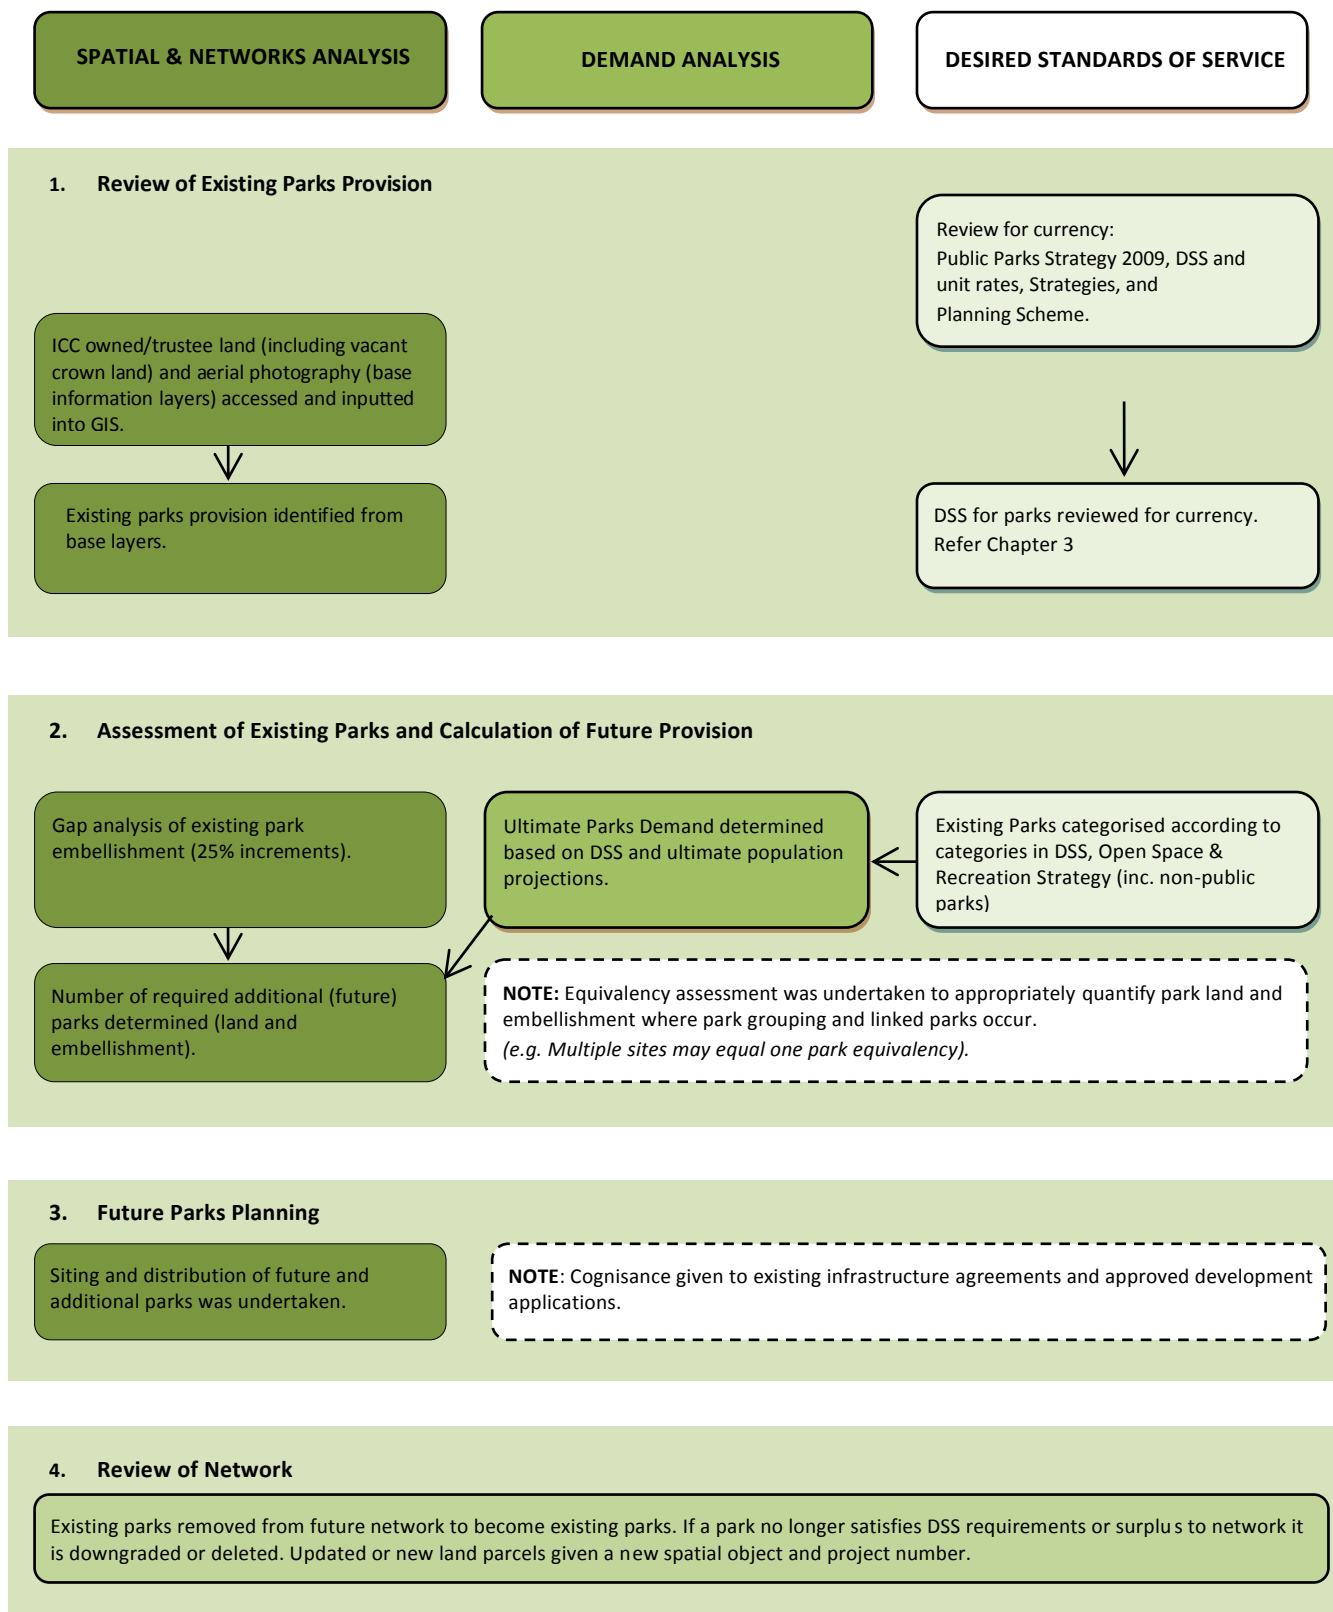 SPATIAL & NETWORKS ANALYSIS
DEMAND ANALYSIS
DESIRED STANDARDS OF SERVICE
1. Review of Existing Parks Provision
Review for currency:
Public Parks Strategy 2009, DSS and
unit rates, Strategies, and
Planning Scheme.
ICC owned/trustee land (including vacant
crown land) and aerial photography (base
information layers) accessed and inputted
into GIS.
Existing parks provision identified from
base layers.
DSS for parks reviewed for currency.
Refer Chapter 3
2. Assessment of Existing Parks and Calculation of Future Provision
Gap analysis of existing park
embellishment (25% increments).
Ultimate Parks Demand determined
based on DSS and ultimate population
projections.
Existing Parks categorised according to
categories in DSS, Open Space &
Recreation Strategy (inc. non-public
parks)
Number of required additional (future)
parks determined (land and
embellishment).
NOTE: Equivalency assessment was undertaken to appropriately quantify park land and
embellishment where park grouping and linked parks occur.
(e.g. Multiple sites may equal one park equivalency).
3. Future Parks Planning
Siting and distribution of future and
additional parks was undertaken.
NOTE: Cognisance given to existing infrastructure agreements and approved development
applications.
4. Review of Network
Existing parks removed from future network to become existing parks. If a park no longer satisfies DSS requirements or surplus to network it
is downgraded or deleted. Updated or new land parcels given a new spatial object and project number.